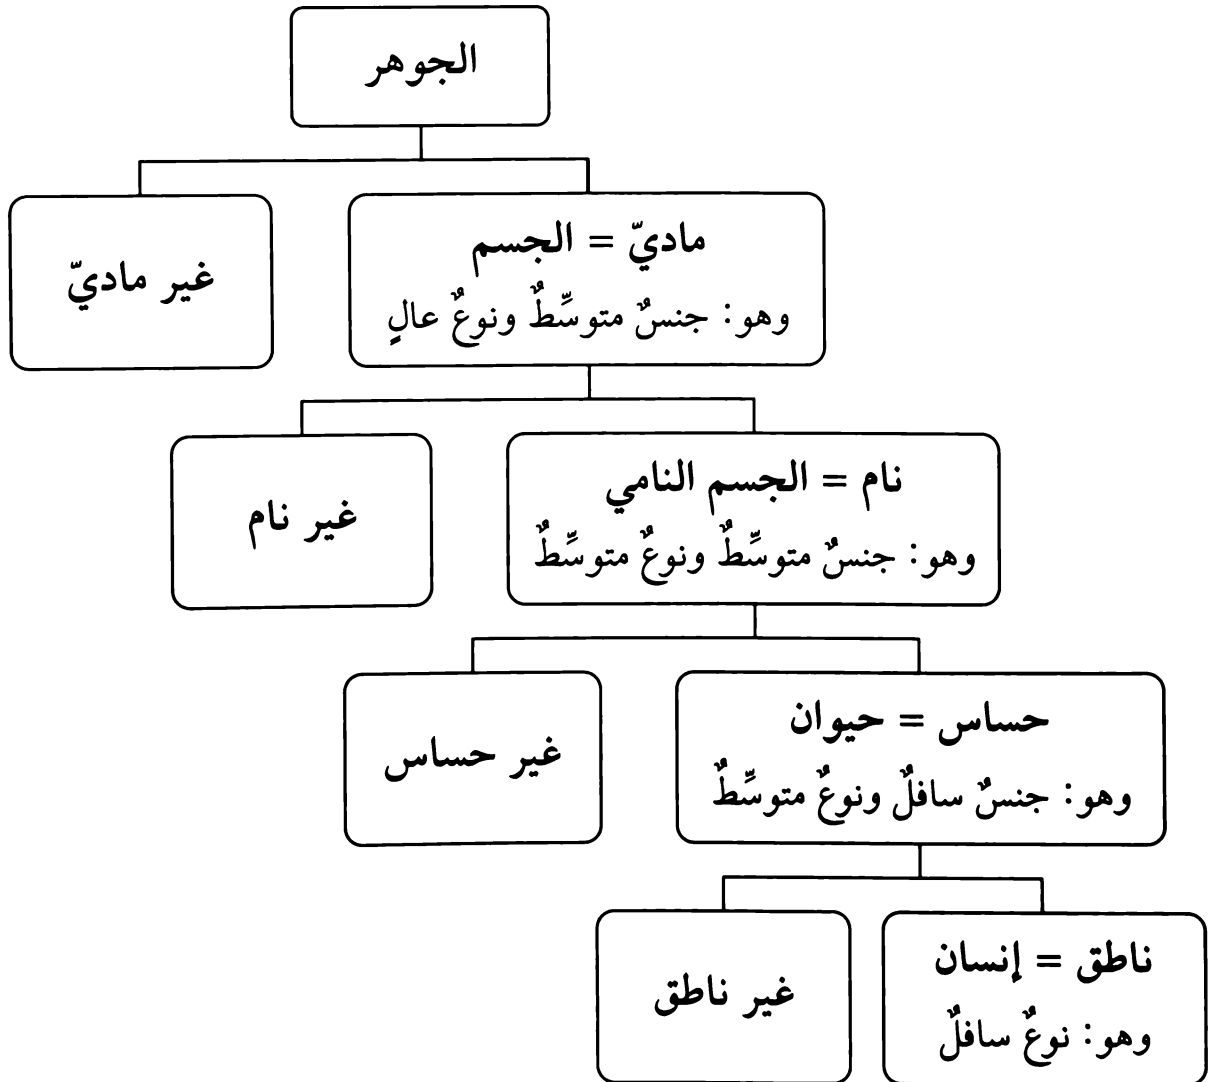 الجوهر
ماديّ = الجسم
وهو: جنسٌ متوسِّطٌ ونوعٌ عالٍ
غير ماديّ
نام = الجسم النامي
وهو: جنسٌ متوسِّطٌ ونوعٌ متوسِّطٌ
غير نام
حساس = حيوان
وهو: جنسٌ سافلٌ ونوعٌ متوسِّطٌ
غير حساس
ناطق = إنسان
وهو: نوعٌ سافلٌ
غير ناطق